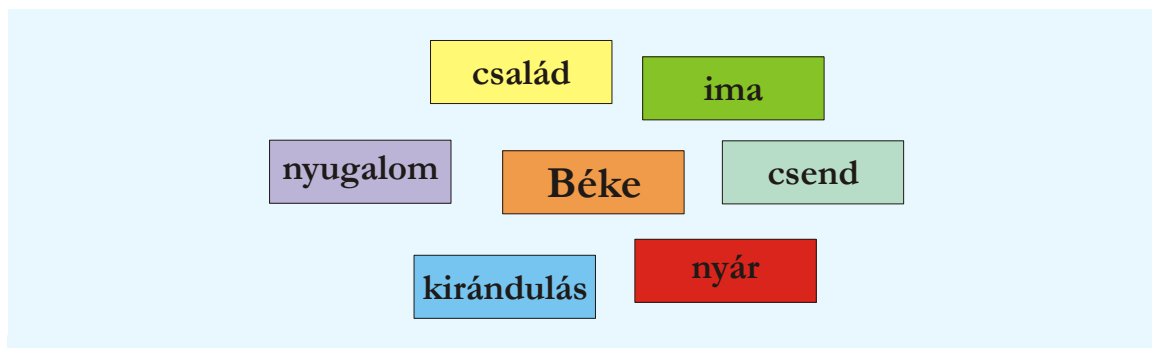 család
ima
nyugalom
Béke
csend
kirándulás
nyár